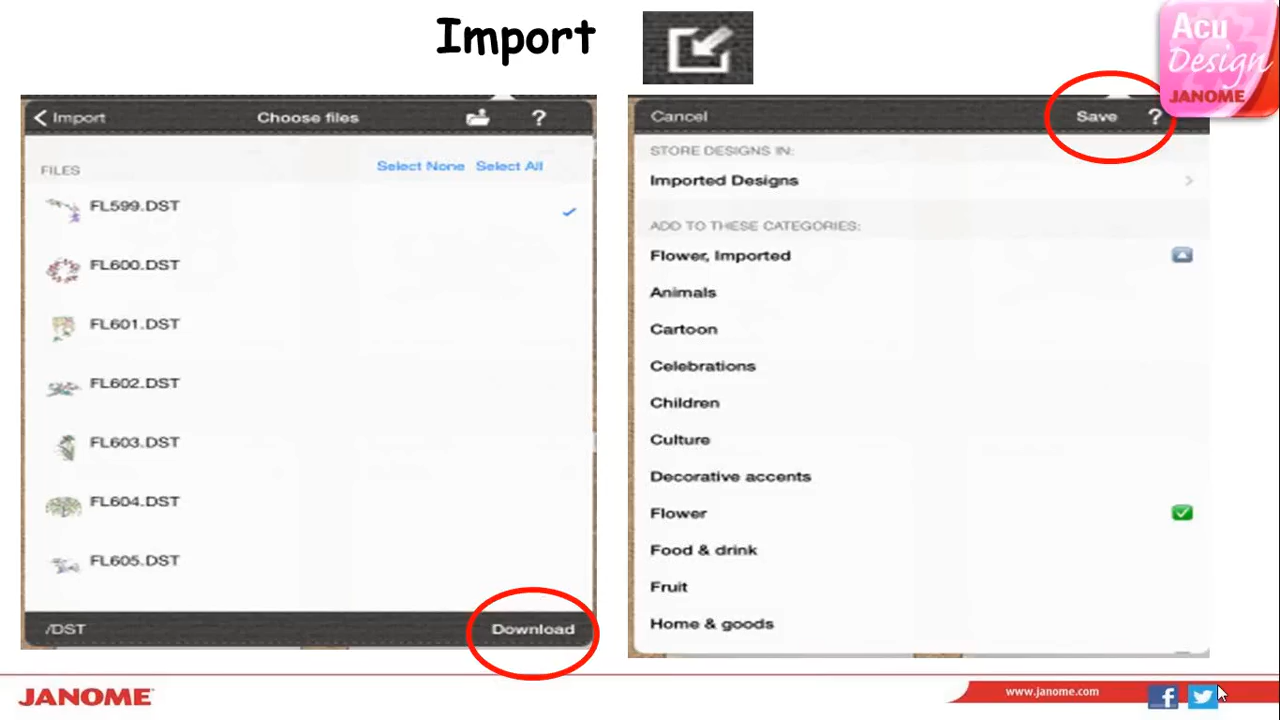 Import
Acu
Design
JANOME
Import
Choose files
?
FILES
Select None
Select All
FL599.DST
FL600.DST
FL601.DST
FL602.DST
FL603.DST
FL604.DST
FL605.DST
/DST
Download
Cancel
Save
?
STORE DESIGNS IN:
Imported Designs
ADD TO THESE CATEGORIES:
Flower, Imported
Animals
Cartoon
Celebrations
Children
Culture
Decorative accents
Flower
Food & drink
Fruit
Home & goods
JANOME
www.janome.com
f